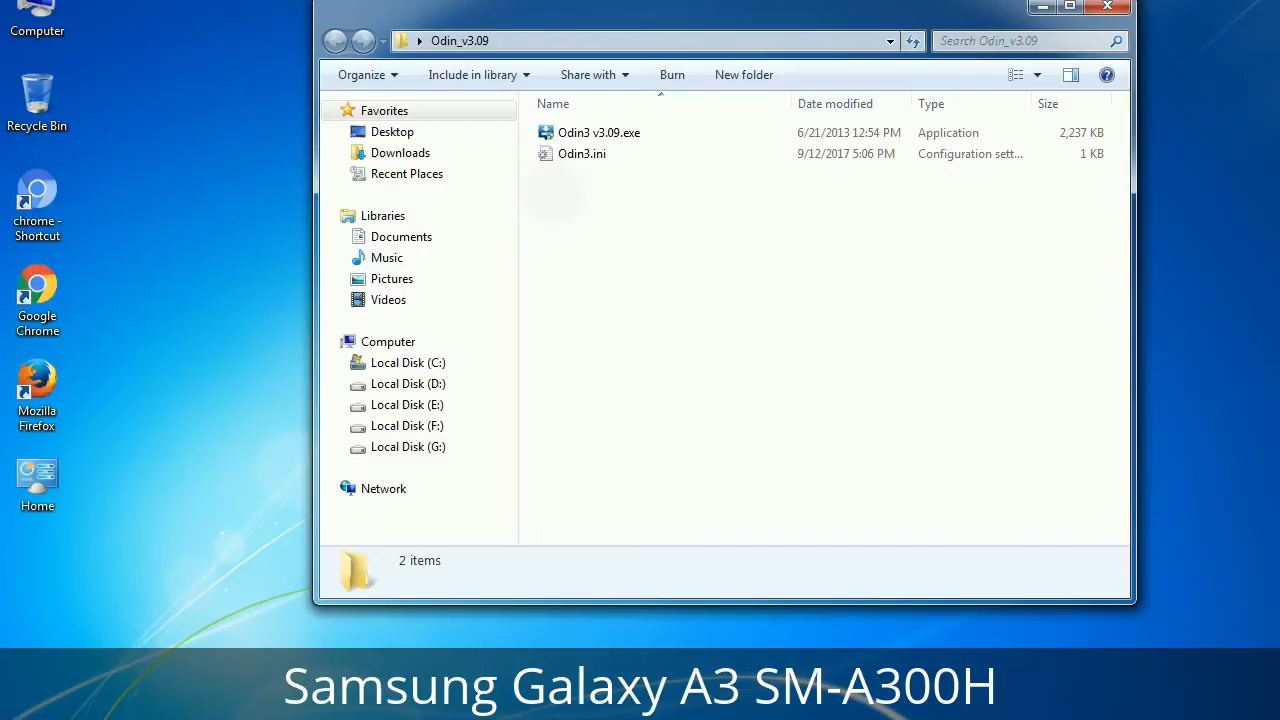 Computer
Recycle Bin
chrome -
Shortcut
Google
Chrome
Mozilla
Firefox
Home
Odin_v3.09
Search Odin_v3.09
Organize
Include in library
Share with
Burn
New folder
Favorites
Desktop
Downloads
Recent Places
Libraries
Documents
Music
Pictures
Videos
Computer
Local Disk (C:)
Local Disk (D:)
Local Disk (E:)
Local Disk (F:)
Local Disk (G:)
Network
Name Date modified Type Size
Odin3 v3.09.exe 6/21/2013 12:54 PM Application 2,237 KB
Odin3.ini 9/12/2017 5:06 PM Configuration sett... 1 KB
2 items
Samsung Galaxy A3 SM-A300H